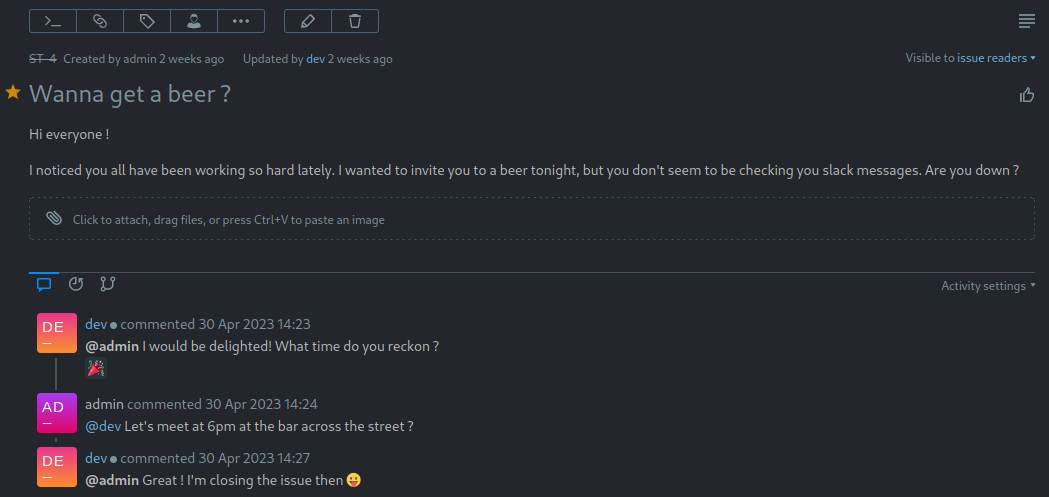 ST-4 Created by admin 2 weeks ago Updated by dev 2 weeks ago Visible to issue readers
Wanna get a beer ?
Hi everyone !
I noticed you all have been working so hard lately. I wanted to invite you to a beer tonight, but you don't seem to be checking you slack messages. Are you down ?
Click to attach, drag files, or press Ctrl+V to paste an image
Activity settings
DE dev commented 30 Apr 2023 14:23
@admin I would be delighted! What time do you reckon ?
AD admin commented 30 Apr 2023 14:24
@dev Let's meet at 6pm at the bar across the street ?
DE dev commented 30 Apr 2023 14:27
@admin Great ! I'm closing the issue then 😛